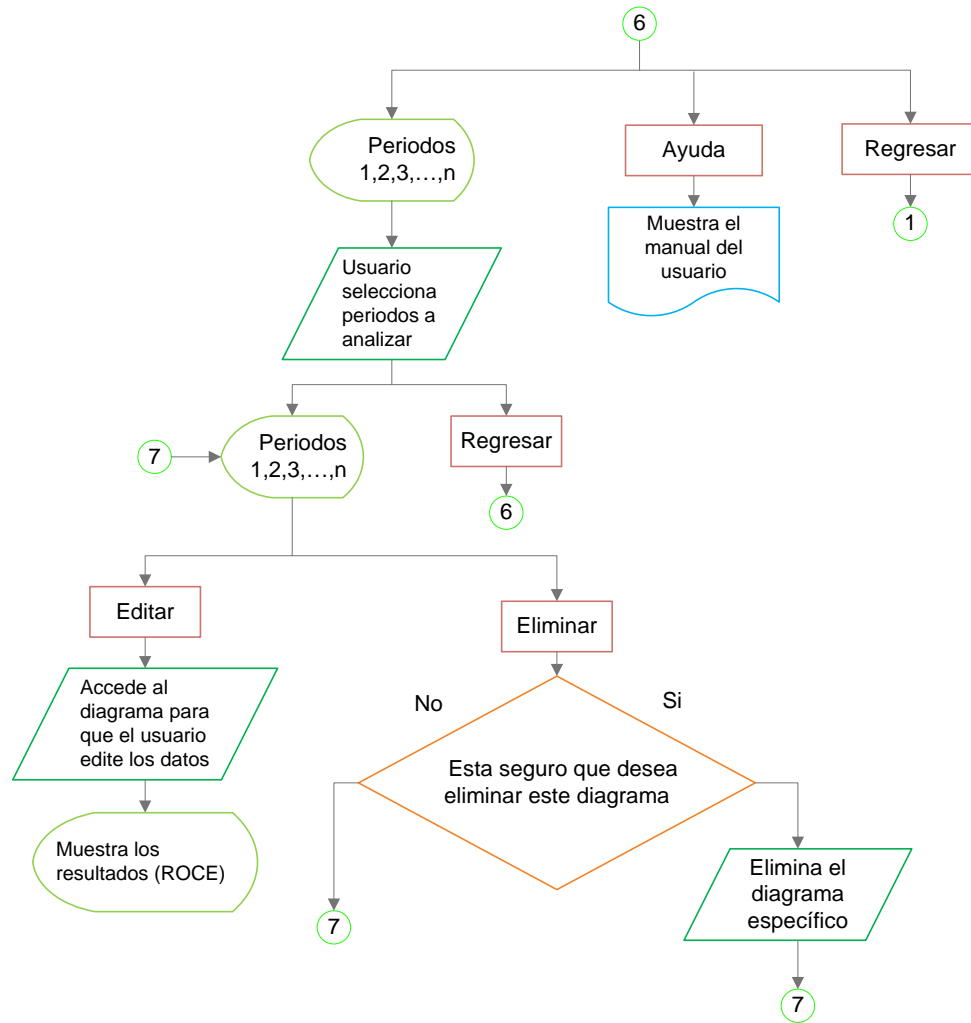 6
Periodos
1,2,3,…,n
Ayuda
Regresar
Muestra el
manual del
usuario
1
Usuario
selecciona
periodos a
analizar
7
Periodos
1,2,3,…,n
Regresar
6
Editar
Eliminar
Accede al
diagrama para
que el usuario
edite los datos
No
Si
Esta seguro que desea
eliminar este diagrama
Muestra los
resultados (ROCE)
Elimina el
diagrama
específico
7
7